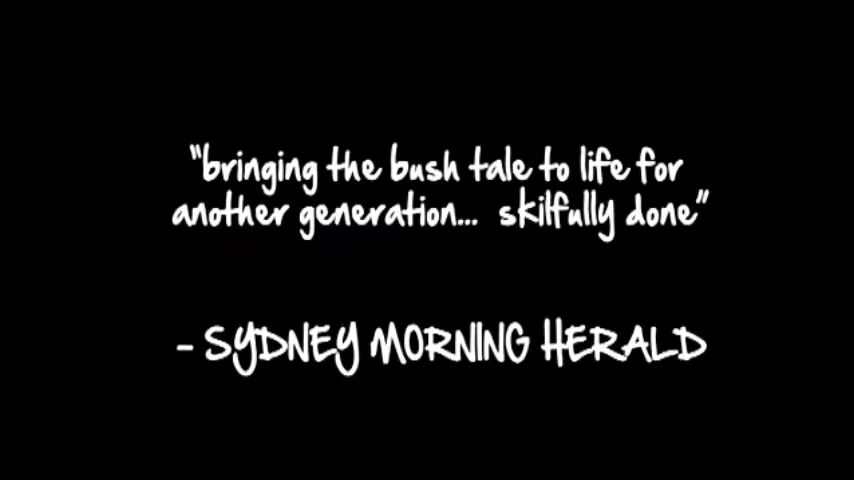 "bringing the bush tale to life for
another generation... skilfully done"
- SYDNEY MORNING HERALD